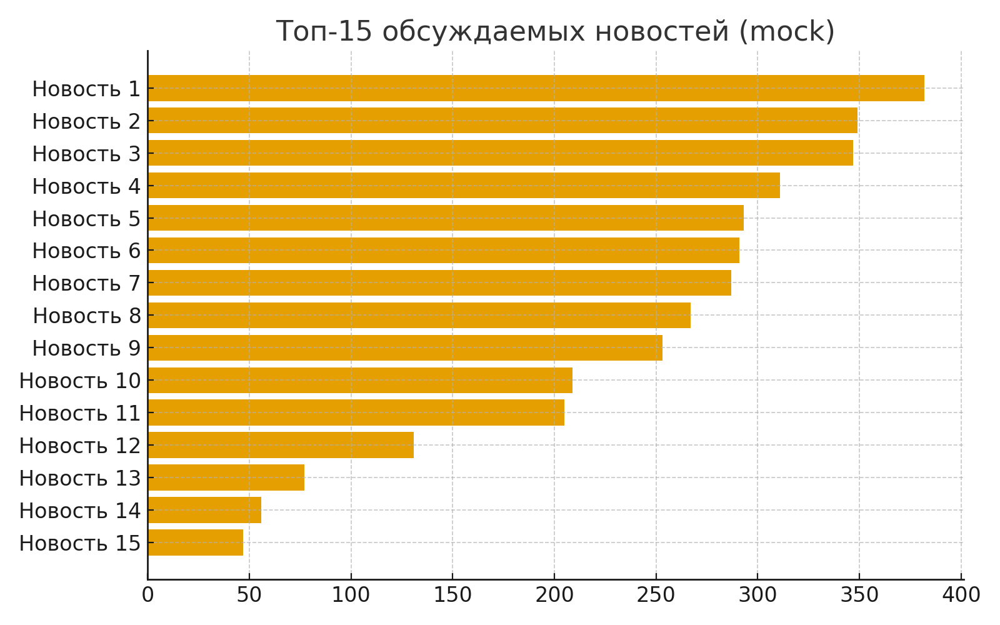 Топ-15 обсуждаемых новостей (mock)
Новость 1
Новость 2
Новость 3
Новость 4
Новость 5
Новость 6
Новость 7
Новость 8
Новость 9
Новость 10
Новость 11
Новость 12
Новость 13
Новость 14
Новость 15
0 50 100 150 200 250 300 350 400